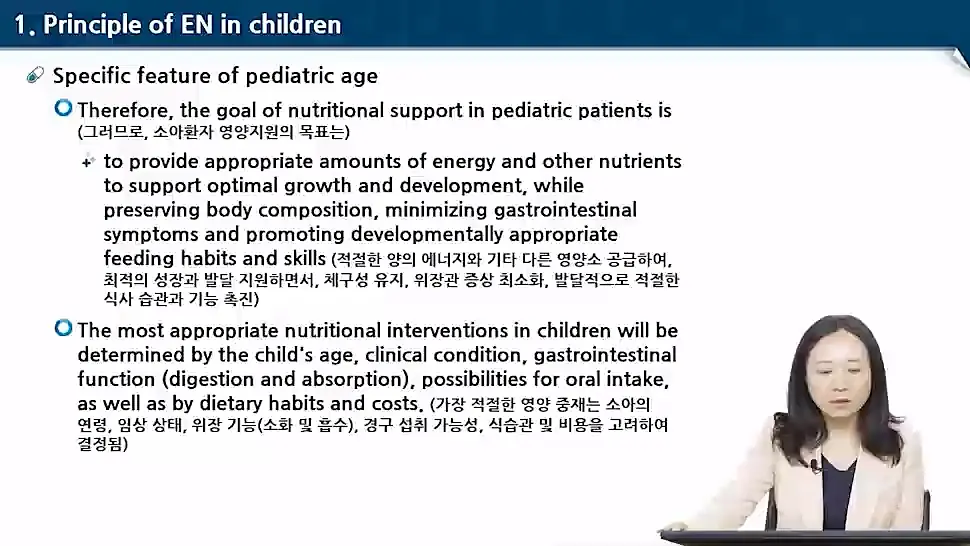 1. Principle of EN in children
Specific feature of pediatric age
Therefore, the goal of nutritional support in pediatric patients is
(그러므로, 소아환자 영양지원의 목표는)
to provide appropriate amounts of energy and other nutrients
to support optimal growth and development, while
preserving body composition, minimizing gastrointestinal
symptoms and promoting developmentally appropriate
feeding habits and skills (적절한 양의 에너지와 기타 다른 영양소 공급하여,
최적의 성장과 발달 지원하면서, 체구성 유지, 위장관 증상 최소화, 발달적으로 적절한
식사 습관과 기능 촉진)
The most appropriate nutritional interventions in children will be
determined by the child's age, clinical condition, gastrointestinal
function (digestion and absorption), possibilities for oral intake,
as well as by dietary habits and costs. (가장 적절한 영양 중재는 소아의
연령, 임상 상태, 위장 기능(소화 및 흡수), 경구 섭취 가능성, 식습관 및 비용을 고려하여
결정됨)